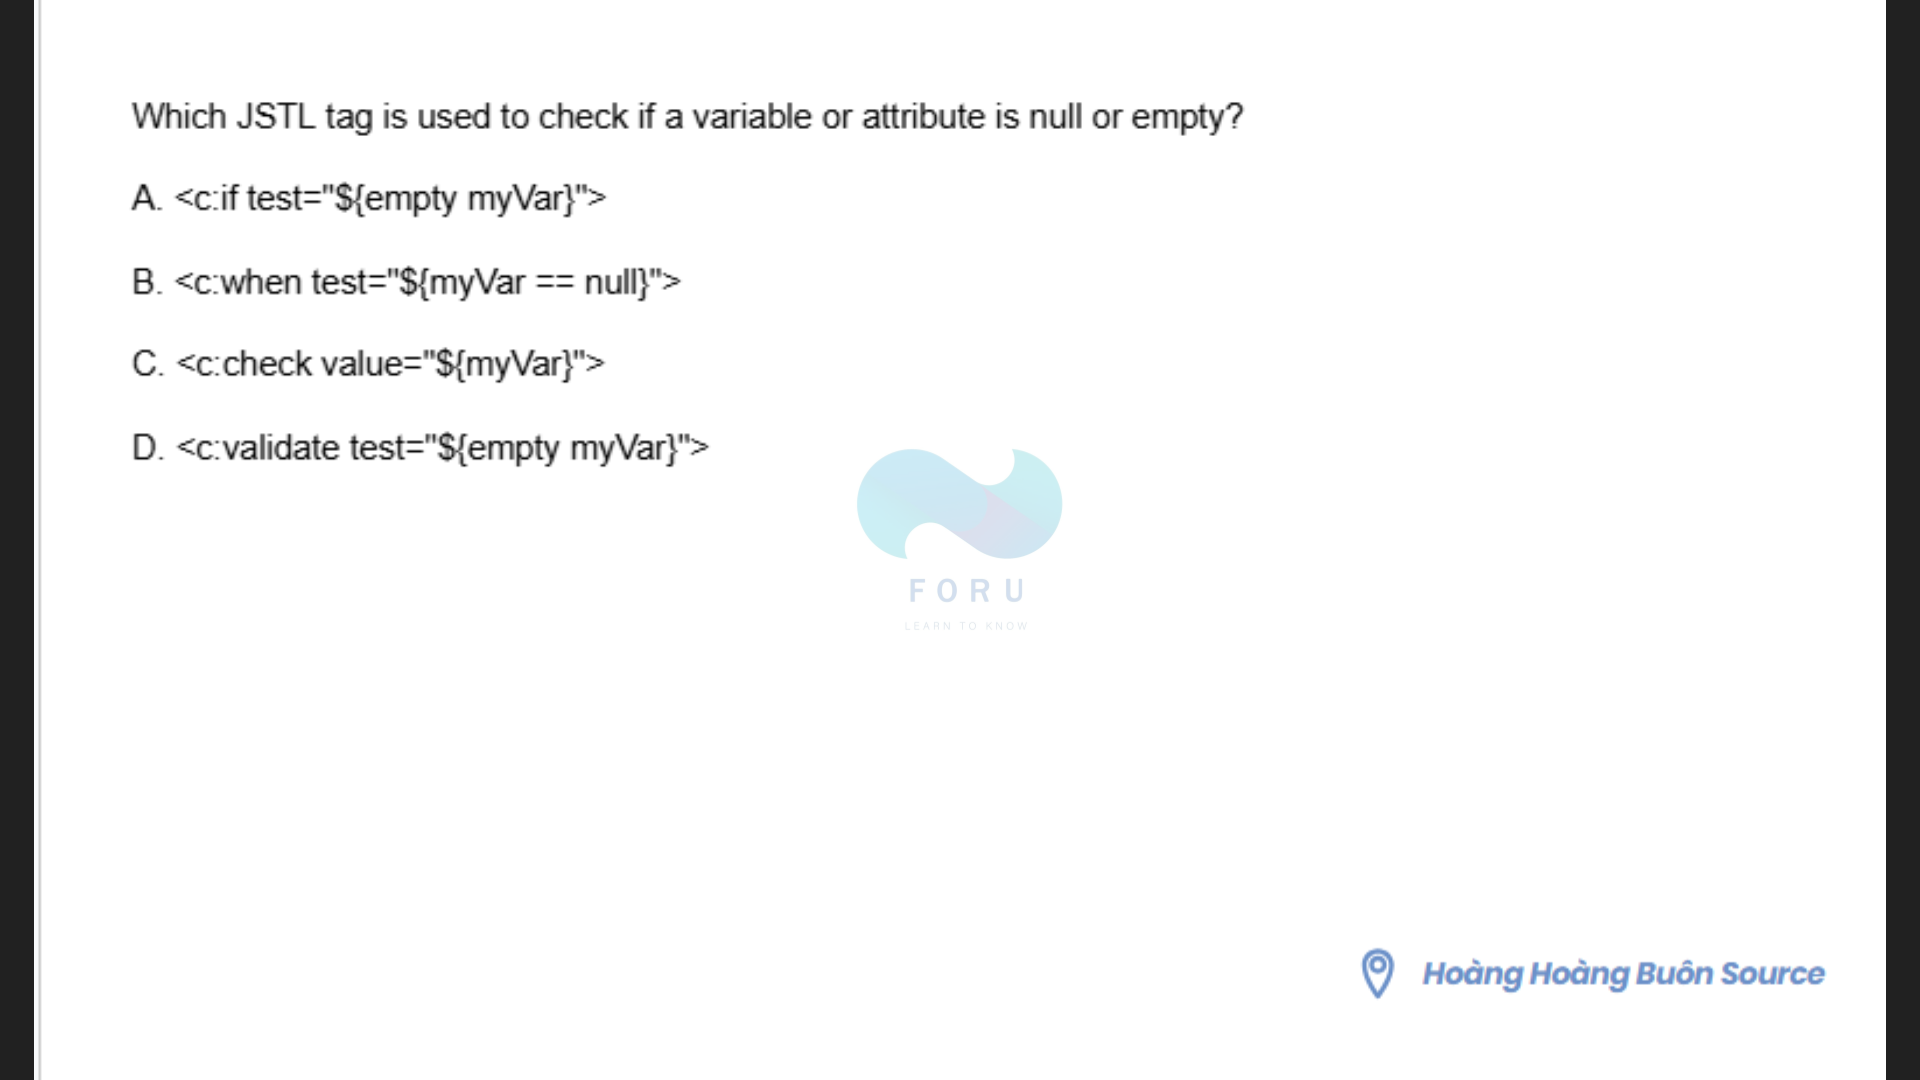 Which JSTL tag is used to check if a variable or attribute is null or empty?
A. <c:if test="${empty myVar}">
B. <c:when test="${myVar == null}">
C. <c:check value="${myVar}">
D. <c:validate test="${empty myVar}">
FORU
LEARN TO KNOW
Hoàng Hoàng Buôn Source